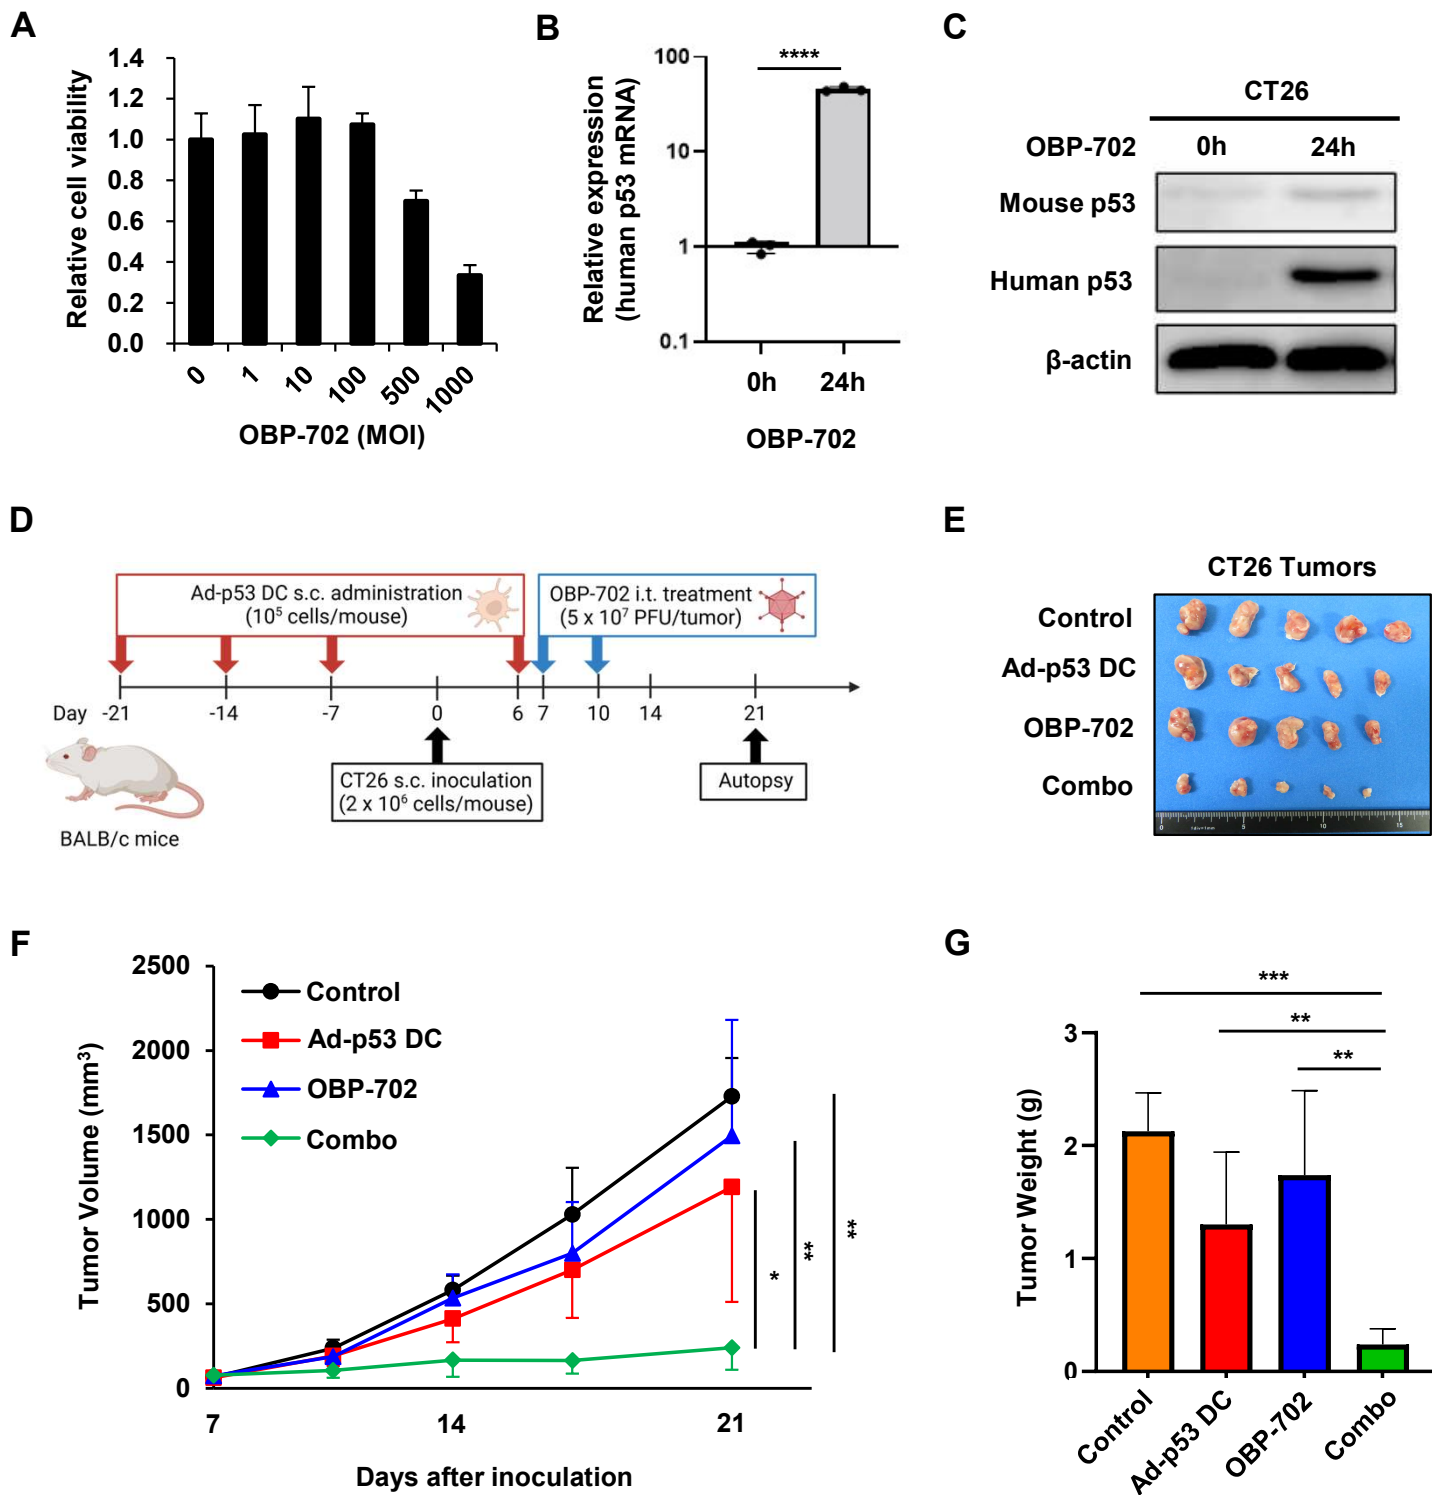 A
1.4
1.2
1.0
0.8
0.6
0.4
0.2
0.0
Relative cell viability
0
1
10
100
500
1000
OBP-702 (MOI)
B
****
100
10
1
0.1
Relative expression
(human p53 mRNA)
0h
24h
OBP-702
C
CT26
OBP-702
0h
24h
Mouse p53
Human p53
β-actin
D
Ad-p53 DC s.c. administration
(10⁵ cells/mouse)
OBP-702 i.t. treatment
(5 x 10⁷ PFU/tumor)
Day -21 -14 -7 0 6 7 10 14 21
CT26 s.c. inoculation
(2 x 10⁶ cells/mouse)
Autopsy
BALB/c mice
E
CT26 Tumors
Control
Ad-p53 DC
OBP-702
Combo
0 5 10 15
1div=1mm
F
2500
2000
1500
1000
500
0
Tumor Volume (mm³)
Control
Ad-p53 DC
OBP-702
Combo
*
**
**
7
14
21
Days after inoculation
G
***
**
**
3
2
1
0
Tumor Weight (g)
Control
Ad-p53 DC
OBP-702
Combo